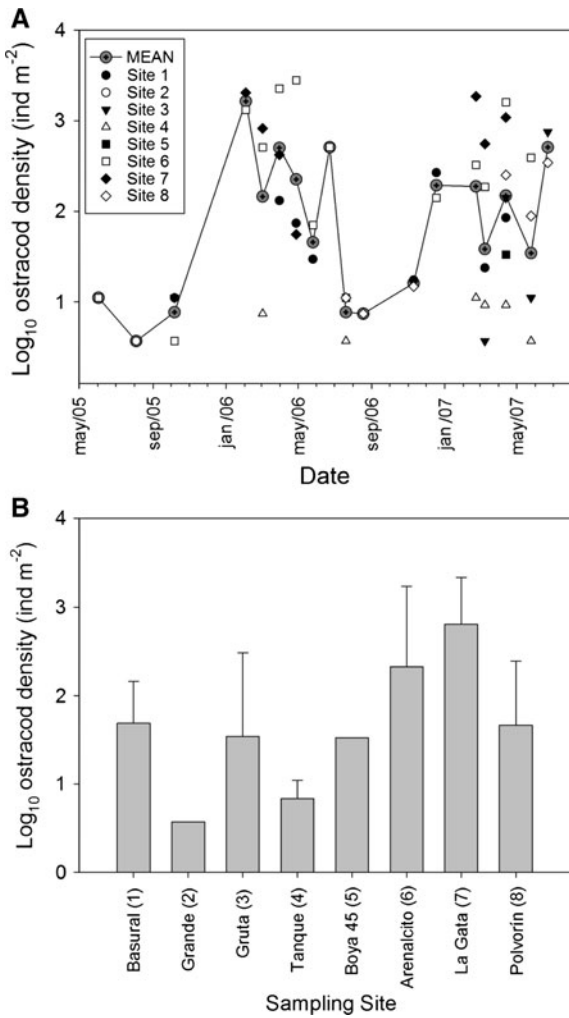 A
Log₁₀ ostracod density (ind m⁻²)
4
3
2
1
MEAN
Site 1
Site 2
Site 3
Site 4
Site 5
Site 6
Site 7
Site 8
may/05
sep/05
jan/06
may/06
sep/06
jan/07
may/07
Date
B
Log₁₀ ostracod density (ind m⁻²)
4
3
2
1
0
Basural (1)
Grande (2)
Gruta (3)
Tanque (4)
Boya 45 (5)
Arenalcito (6)
La Gata (7)
Polvorín (8)
Sampling Site